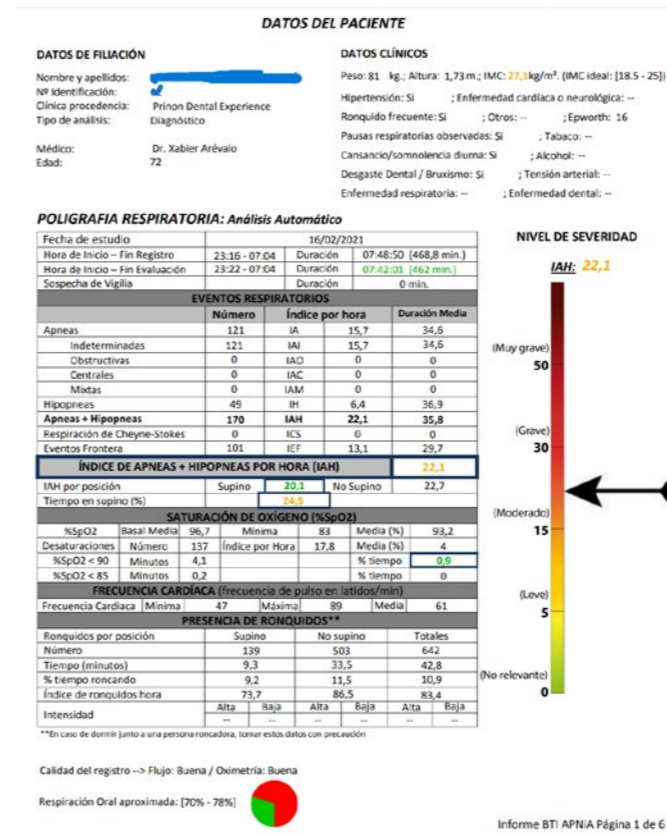 DATOS DEL PACIENTE
DATOS DE FILIACIÓN
Nombre y apellidos:
Nº Identificación:
Clínica procedencia: Prinon Dental Experience
Tipo de análisis: Diagnóstico
Médico: Dr. Xabier Arévalo
Edad: 72
DATOS CLÍNICOS
Peso: 81 kg.; Altura: 1,73 m.; IMC: 27,1kg/m². (IMC ideal: [18.5 - 25])
Hipertensión: Si ; Enfermedad cardíaca o neurológica: --
Ronquido frecuente: Si ; Otros: -- ; Epworth: 16
Pausas respiratorias observadas: Si ; Tabaco: --
Cansancio/somnolencia diurna: Si ; Alcohol: --
Desgaste Dental / Bruxismo: Si ; Tensión arterial: --
Enfermedad respiratoria: -- ; Enfermedad dental: --
POLIGRAFIA RESPIRATORIA: Análisis Automático
Fecha de estudio 16/02/2021
Hora de Inicio – Fin Registro 23:16 - 07:04 Duración 07:48:50 (468,8 min.)
Hora de Inicio – Fin Evaluación 23:22 - 07:04 Duración 07:42:01 (462 min.)
Sospecha de Vigilia Duración 0 min.
EVENTOS RESPIRATORIOS
Número Índice por hora Duración Media
Apneas 121 IA 15,7 34,6
Indeterminadas 121 IAI 15,7 34,6
Obstructivas 0 IAO 0 0
Centrales 0 IAC 0 0
Mixtas 0 IAM 0 0
Hipopneas 49 IH 6,4 36,9
Apneas + Hipopneas 170 IAH 22,1 35,8
Respiración de Cheyne-Stokes 0 ICS 0 0
Eventos Frontera 101 IEF 13,1 29,7
ÍNDICE DE APNEAS + HIPOPNEAS POR HORA (IAH) 22,1
IAH por posición Supino 20,1 No Supino 22,7
Tiempo en supino (%) 24,5
SATURACIÓN DE OXÍGENO (%SpO2)
%SpO2 Basal Media 96,7 Mínima 83 Media (%) 93,2
Desaturaciones Número 137 Índice por Hora 17,8 Media (%) 4
%SpO2 < 90 Minutos 4,1 % tiempo 0,9
%SpO2 < 85 Minutos 0,2 % tiempo 0
FRECUENCIA CARDÍACA (frecuencia de pulso en latidos/min)
Frecuencia Cardiaca Mínima 47 Máxima 89 Media 61
PRESENCIA DE RONQUIDOS**
Ronquidos por posición Supino No supino Totales
Número 139 503 642
Tiempo (minutos) 9,3 33,5 42,8
% tiempo roncando 9,2 11,5 10,9
Índice de ronquidos hora 73,7 86,5 83,4
Intensidad Alta Baja Alta Baja Alta Baja
-- -- -- -- -- --
**En caso de dormir junto a una persona roncadora, tomar estos datos con precaución
NIVEL DE SEVERIDAD
IAH: 22,1
(Muy grave)
50
(Grave)
30
(Moderado)
15
(Leve)
5
(No relevante)
0
Calidad del registro --> Flujo: Buena / Oximetría: Buena
Respiración Oral aproximada: [70% - 78%]
Informe BTI APNiA Página 1 de 6